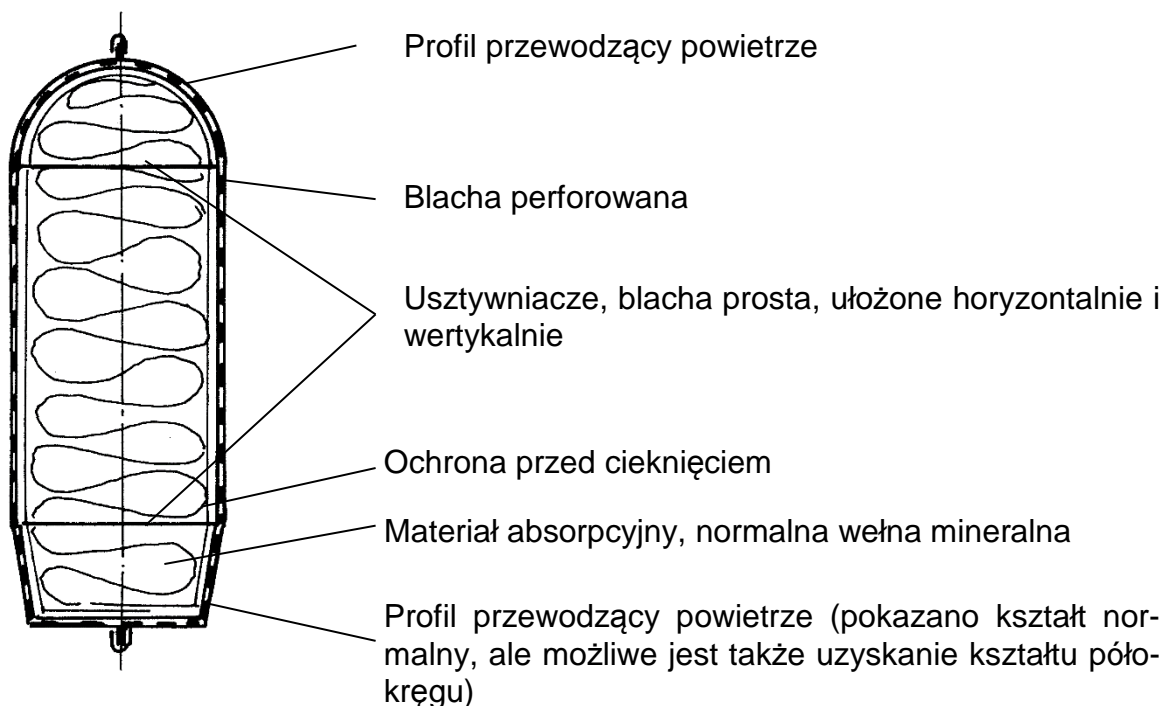 Profil przewodzący powietrze
Blacha perforowana
Usztywniacze, blacha prosta, ułożone horyzontalnie i
wertykalnie
Ochrona przed cieknięciem
Materiał absorpcyjny, normalna wełna mineralna
Profil przewodzący powietrze (pokazano kształt nor-
malny, ale możliwe jest także uzyskanie kształtu póło-
kręgu)